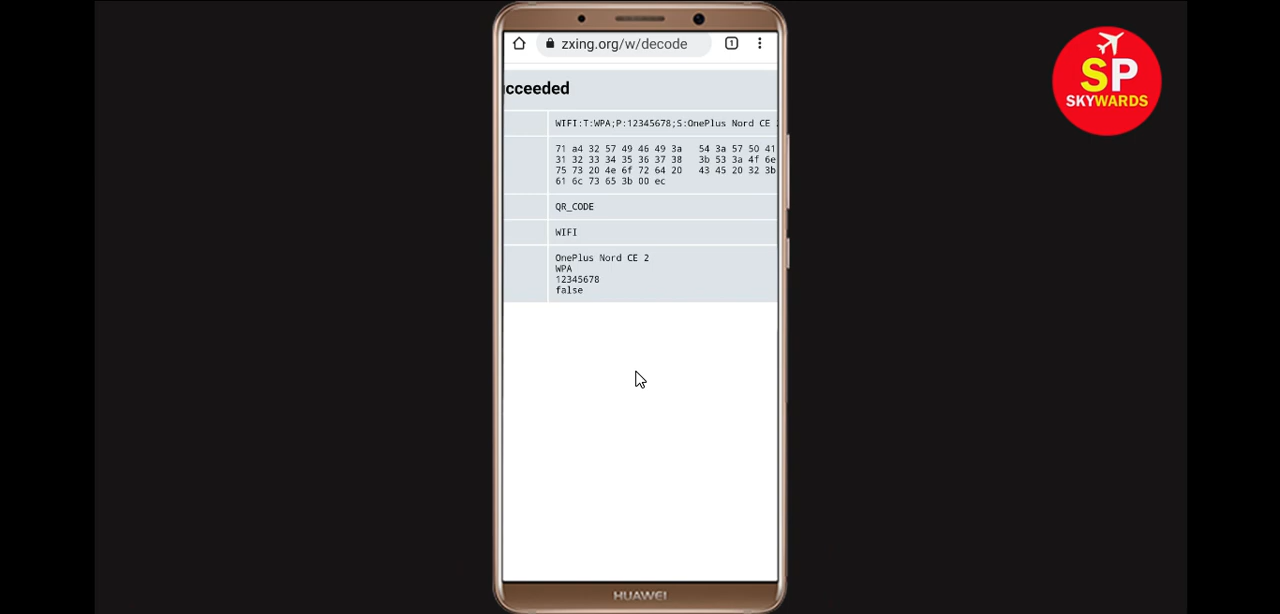 zxing.org/w/decode
1
SP
SKYWARDS
cceeded
WIFI:T:WPA;P:12345678;S:OnePlus Nord CE
71 a4 32 57 49 46 49 3a 54 3a 57 50 41
31 32 33 34 35 36 37 38 3b 53 3a 4f 6e
75 73 20 4e 6f 72 64 20 43 45 20 32 3b
61 6c 73 65 3b 00 ec
QR_CODE
WIFI
OnePlus Nord CE 2
WPA
12345678
false
HUAWEI